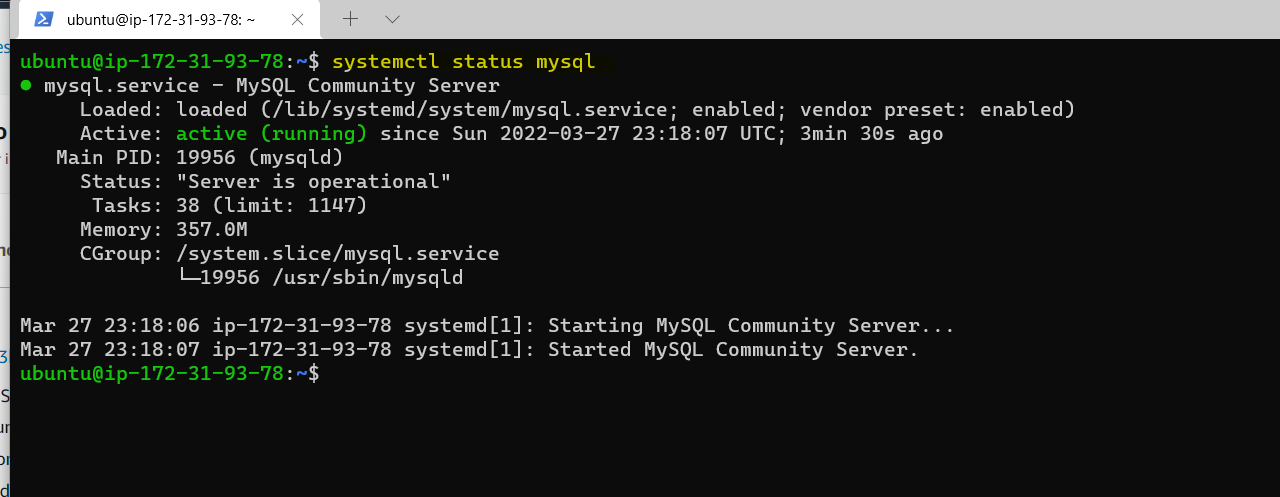 ubuntu@ip-172-31-93-78: ~
ubuntu@ip-172-31-93-78:~$ systemctl status mysql
● mysql.service - MySQL Community Server
     Loaded: loaded (/lib/systemd/system/mysql.service; enabled; vendor preset: enabled)
     Active: active (running) since Sun 2022-03-27 23:18:07 UTC; 3min 30s ago
   Main PID: 19956 (mysqld)
     Status: "Server is operational"
      Tasks: 38 (limit: 1147)
     Memory: 357.0M
     CGroup: /system.slice/mysql.service
             └─19956 /usr/sbin/mysqld

Mar 27 23:18:06 ip-172-31-93-78 systemd[1]: Starting MySQL Community Server...
Mar 27 23:18:07 ip-172-31-93-78 systemd[1]: Started MySQL Community Server.
ubuntu@ip-172-31-93-78:~$